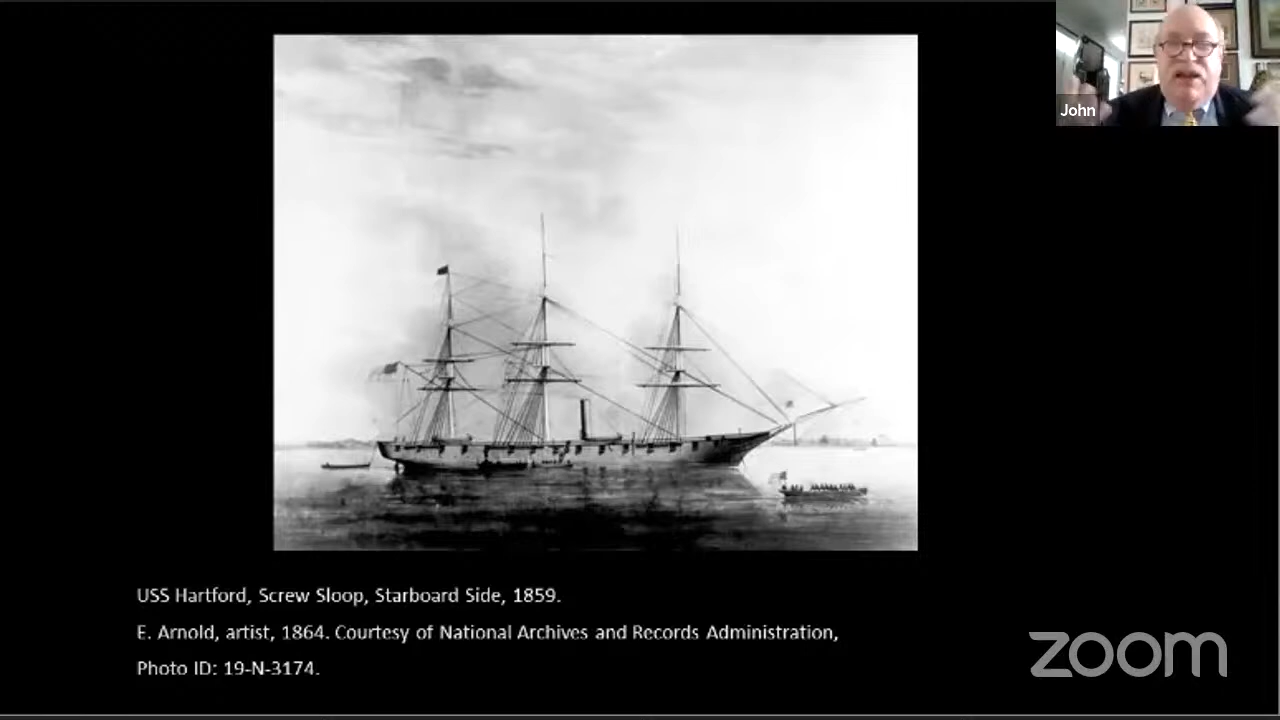 John
USS Hartford, Screw Sloop, Starboard Side, 1859.
E. Arnold, artist, 1864. Courtesy of National Archives and Records Administration,
Photo ID: 19-N-3174.
zoom